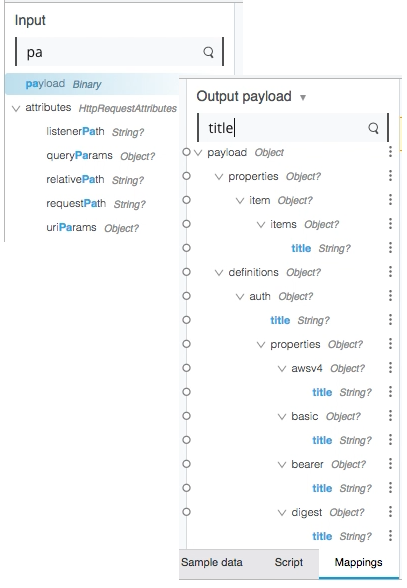 Input
pa
payload Binary
attributes HttpRequestAttributes
listenerPath String?
queryParams Object?
relativePath String?
requestPath String?
uriParams Object?
Output payload
title
payload Object
properties Object?
item Object?
items Object?
title String?
definitions Object?
auth Object?
title String?
properties Object?
awsv4 Object?
title String?
basic Object?
title String?
bearer Object?
title String?
digest Object?
title String?
Sample data Script Mappings